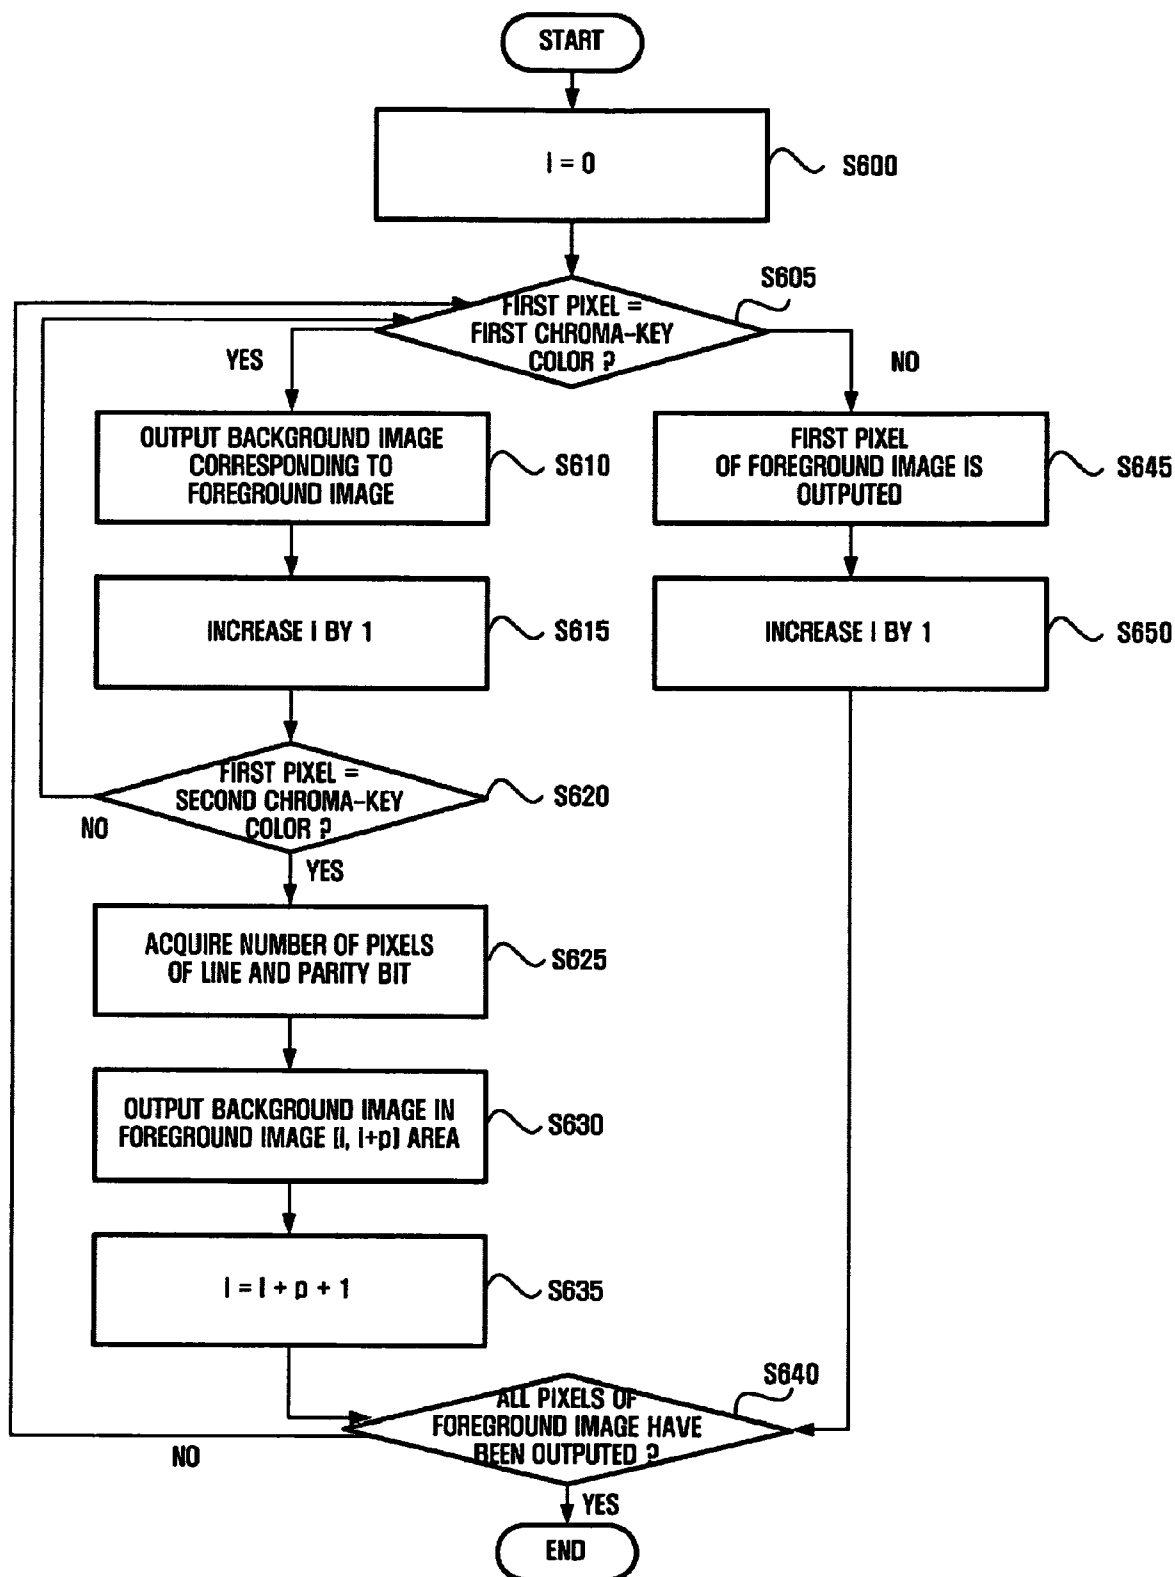 START
I = 0
S600
FIRST PIXEL =
FIRST CHROMA-KEY
COLOR ?
S605
YES
NO
OUTPUT BACKGROUND IMAGE
CORRESPONDING TO
FOREGROUND IMAGE
S610
FIRST PIXEL
OF FOREGROUND IMAGE IS
OUTPUTED
S645
INCREASE I BY 1
S615
INCREASE I BY 1
S650
FIRST PIXEL =
SECOND CHROMA-KEY
COLOR ?
S620
NO
YES
ACQUIRE NUMBER OF PIXELS
OF LINE AND PARITY BIT
S625
OUTPUT BACKGROUND IMAGE IN
FOREGROUND IMAGE [I, I+p] AREA
S630
I = I + p + 1
S635
ALL PIXELS OF
FOREGROUND IMAGE HAVE
BEEN OUTPUTED ?
S640
NO
YES
END